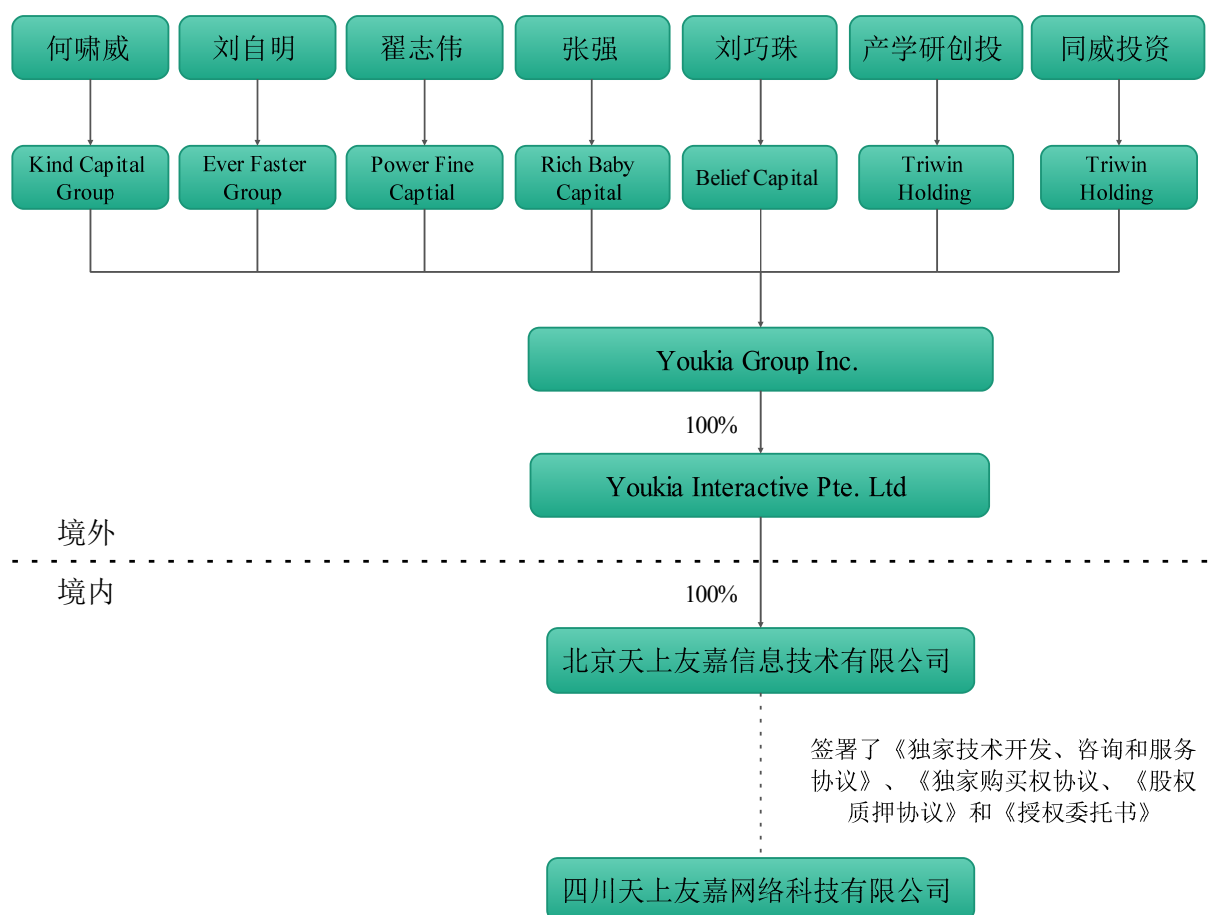 何啸威
刘自明
翟志伟
张强
刘巧珠
产学研创投
同威投资
Kind Capital
Group
Ever Faster
Group
Power Fine
Captial
Rich Baby
Capital
Belief Capital
Triwin
Holding
Triwin
Holding
Youkia Group Inc.
100%
Youkia Interactive Pte. Ltd
境外
境内
100%
北京天上友嘉信息技术有限公司
签署了《独家技术开发、咨询和服务
协议》、《独家购买权协议、《股权
质押协议》和《授权委托书》
四川天上友嘉网络科技有限公司